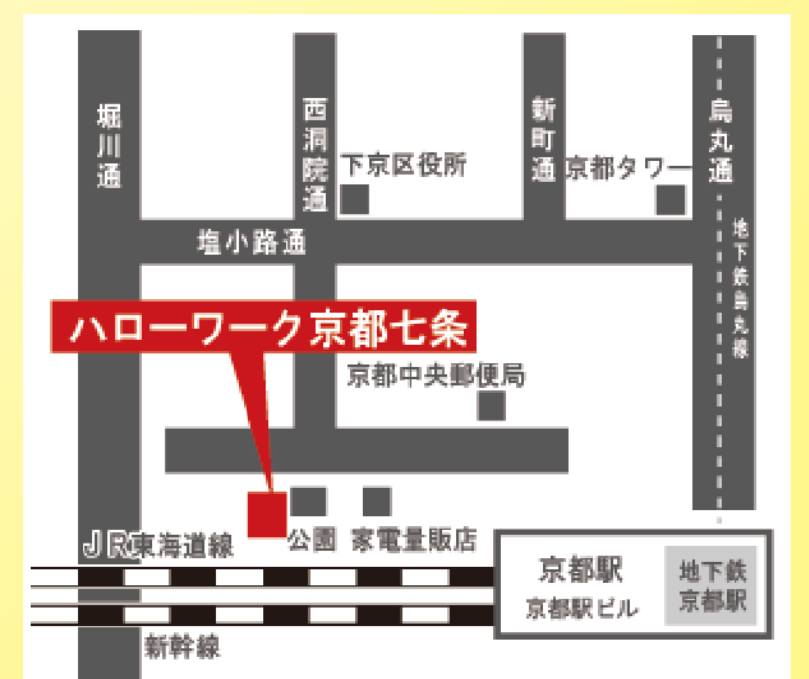 堀川通
西洞院通
新町通
烏丸通
下京区役所
京都タワー
塩小路通
地下鉄烏丸線
ハローワーク京都七条
京都中央郵便局
公園
家電量販店
JR東海道線
京都駅
京都駅ビル
地下鉄
京都駅
新幹線